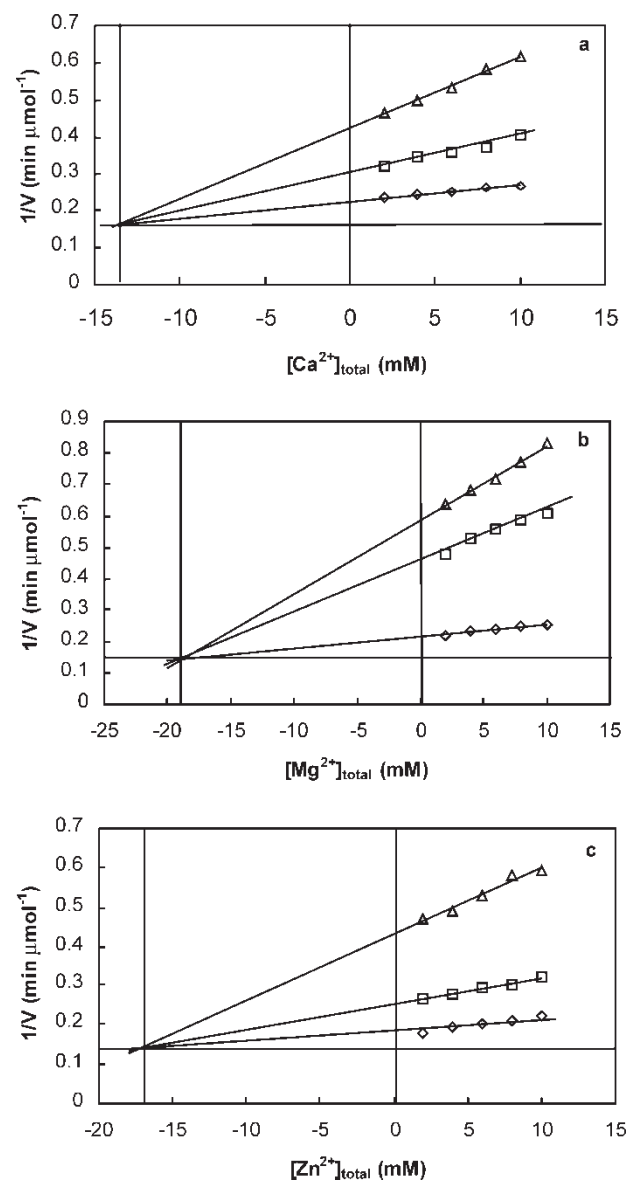 a
0.7
0.6
0.5
0.4
0.3
0.2
0.1
0
1/V (min μmol⁻¹)
-15 -10 -5 0 5 10 15
[Ca²⁺]total (mM)
b
0.9
0.8
0.7
0.6
0.5
0.4
0.3
0.2
0.1
0
1/V (min μmol⁻¹)
-25 -20 -15 -10 -5 0 5 10 15
[Mg²⁺]total (mM)
c
0.7
0.6
0.5
0.4
0.3
0.2
0.1
0
1/V (min μmol⁻¹)
-20 -15 -10 -5 0 5 10 15
[Zn²⁺]total (mM)